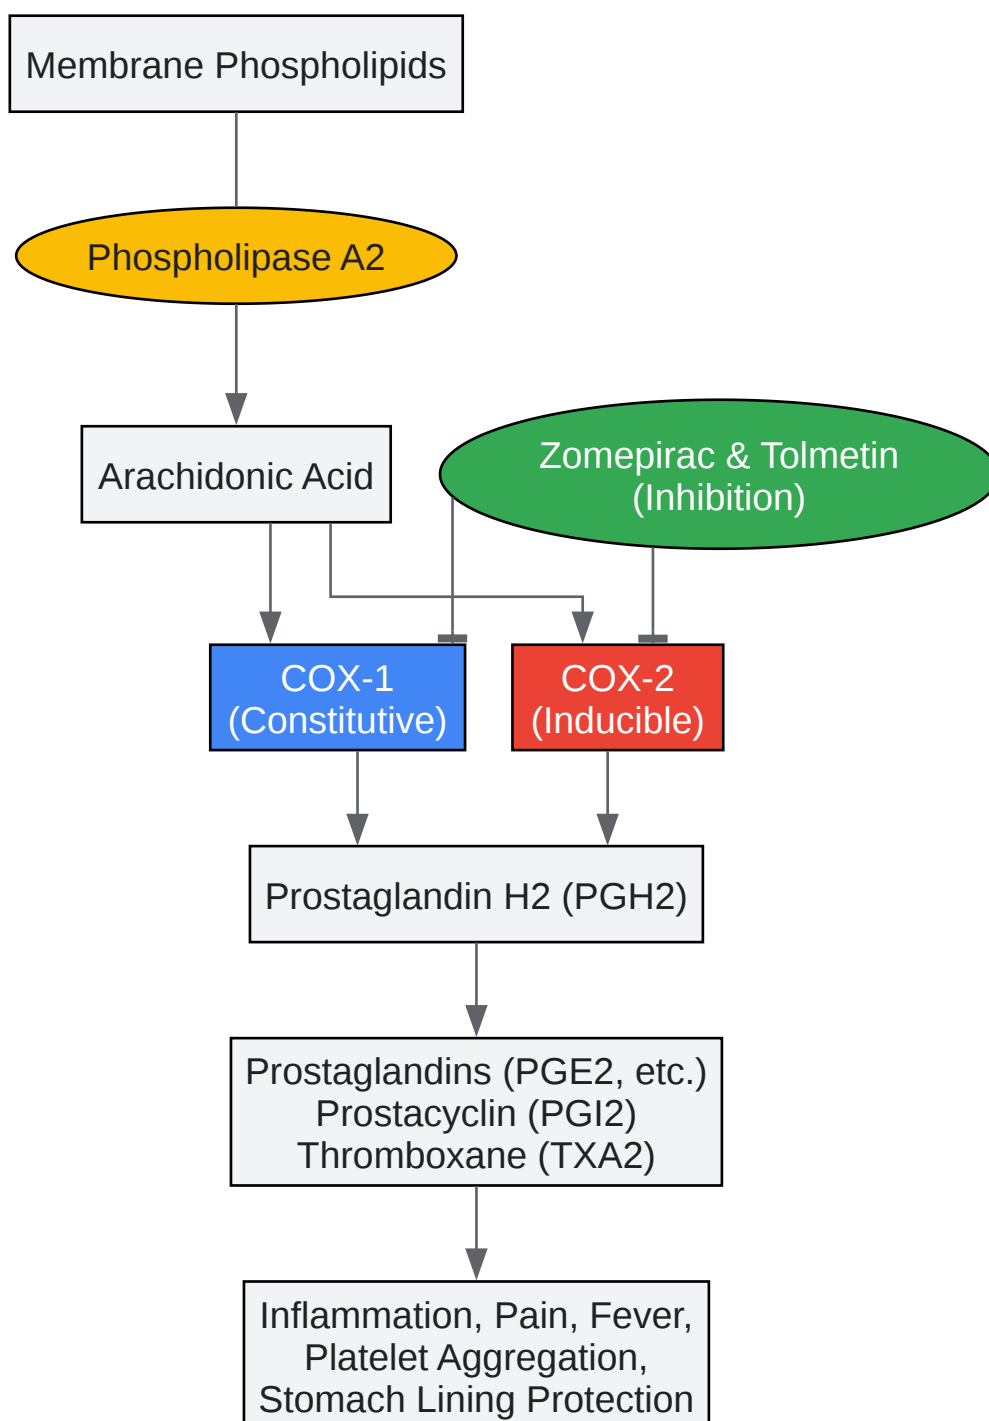 Membrane Phospholipids
Phospholipase A2
Arachidonic Acid
Zomepirac & Tolmetin
(Inhibition)
COX-1
(Constitutive)
COX-2
(Inducible)
Prostaglandin H2 (PGH2)
Prostaglandins (PGE2, etc.)
Prostacyclin (PGI2)
Thromboxane (TXA2)
Inflammation, Pain, Fever,
Platelet Aggregation,
Stomach Lining Protection